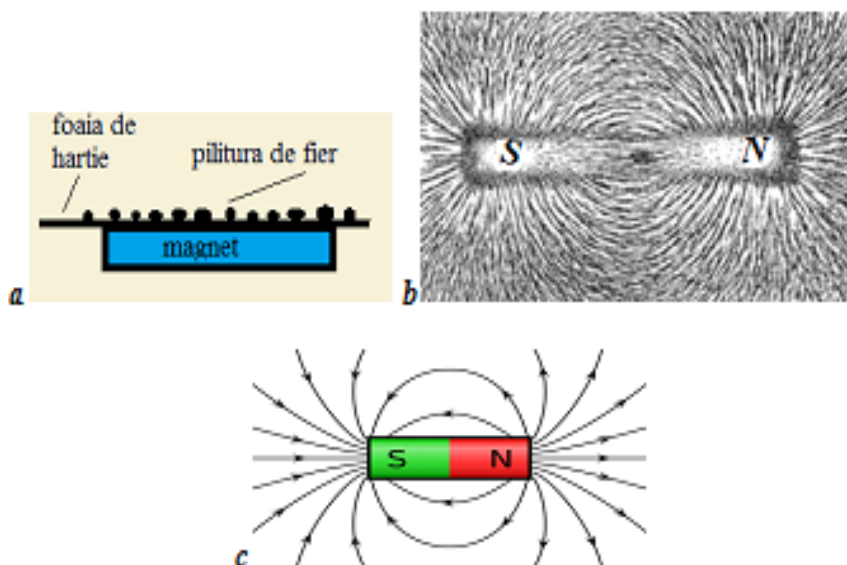 foaia de
hartie
pilitura de fier
magnet
a
S N
b
S N
c